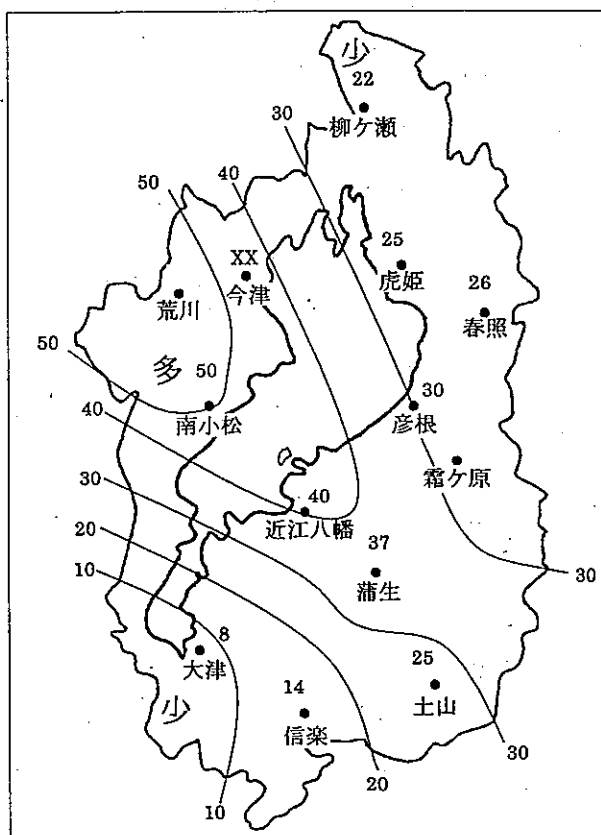 少
22
柳ケ瀬
30
40
50
XX
今津
25
虎姫
26
春照
荒川
50
多
50
南小松
30
彦根
40
霜ケ原
30
40
近江八幡
20
37
蒲生
30
10
8
大津
25
土山
14
信楽
少
30
20
10